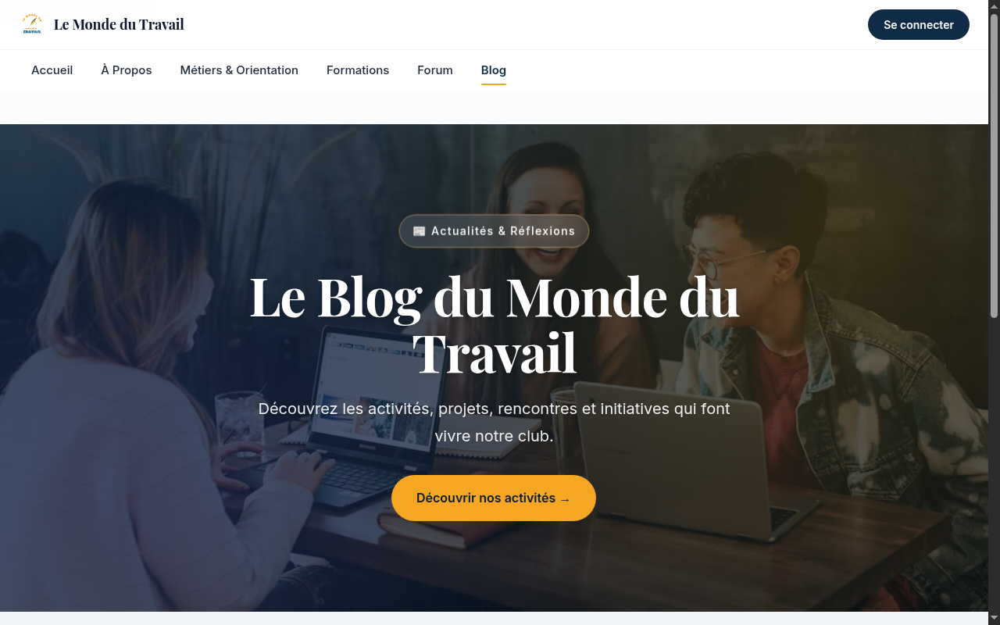 Le Monde du Travail
Se connecter
Accueil
À Propos
Métiers & Orientation
Formations
Forum
Blog
📰 Actualités & Réflexions
Le Blog du Monde du
Travail
Découvrez les activités, projets, rencontres et initiatives qui font
vivre notre club.
Découvrir nos activités →